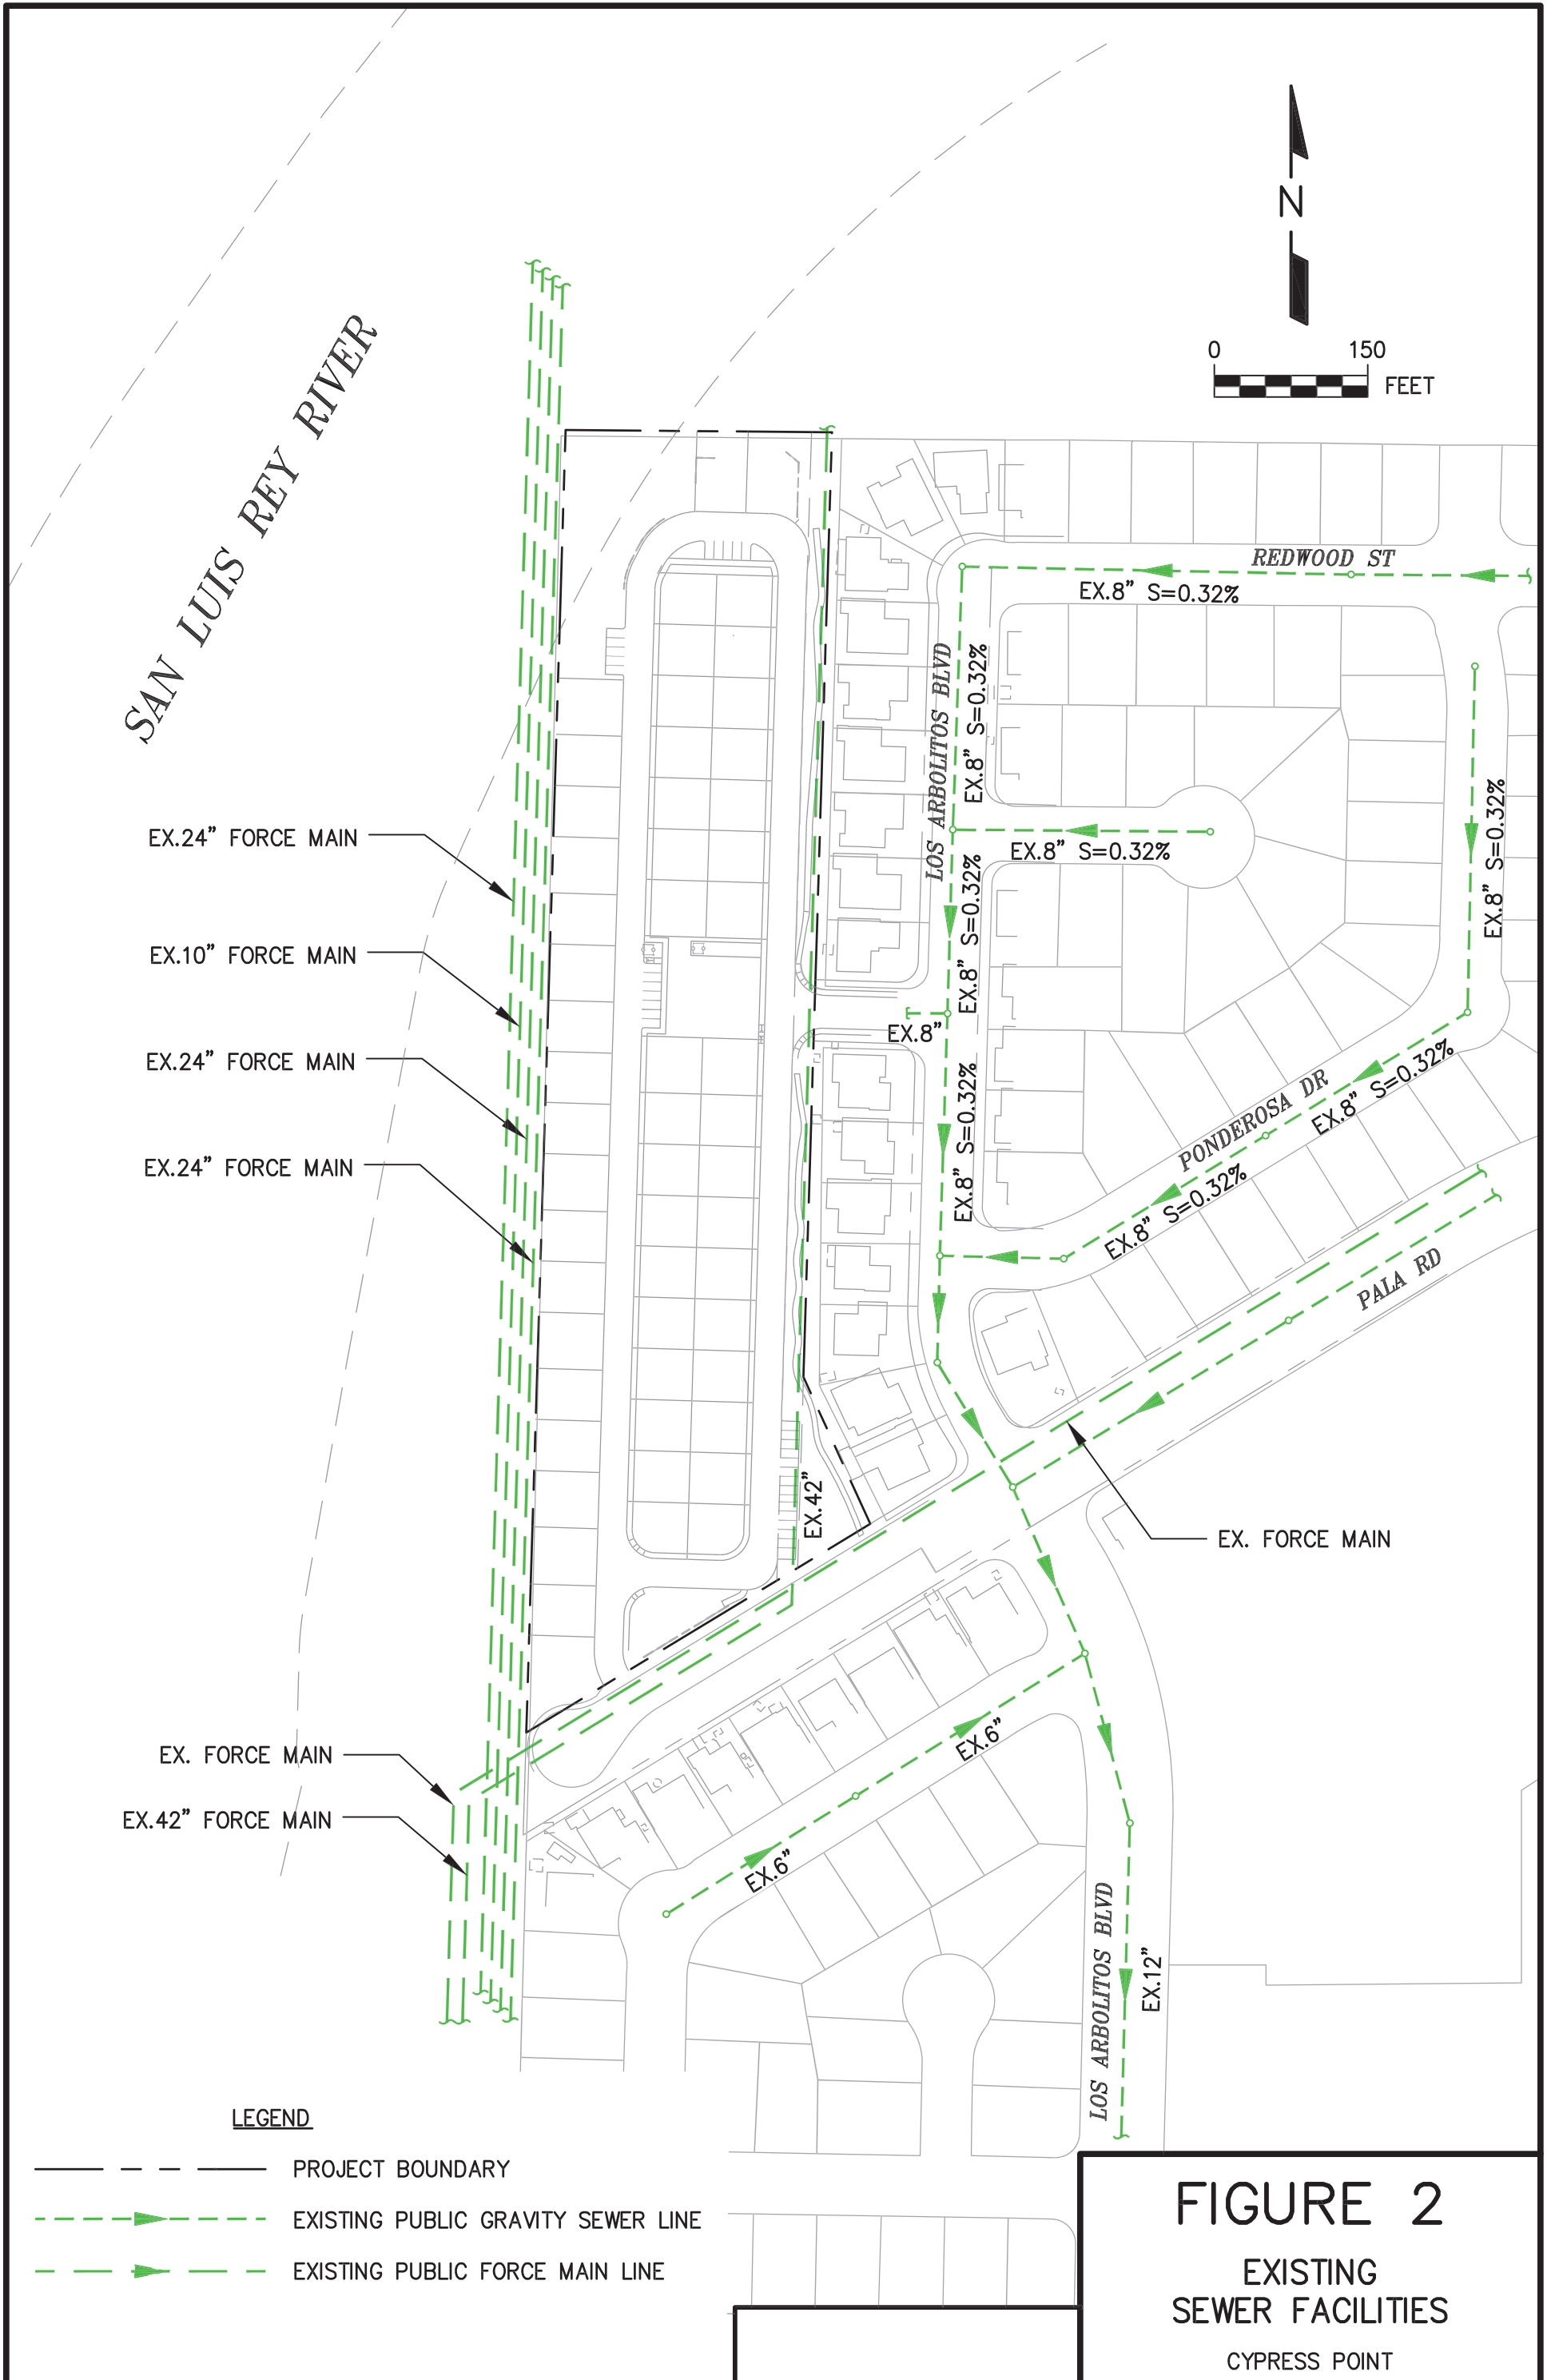 N
0 150
FEET
SAN LUIS REY RIVER
REDWOOD ST
EX.8" S=0.32%
LOS ARBOLITOS BLVD
EX.8" S=0.32%
EX.8" S=0.32%
EX.8" S=0.32%
EX.24" FORCE MAIN
EX.8" S=0.32%
EX.10" FORCE MAIN
EX.8"
EX.24" FORCE MAIN
EX.8" S=0.32%
PONDEROSA DR
EX.8" S=0.32%
EX.24" FORCE MAIN
EX.8" S=0.32%
PALA RD
EX.42"
EX. FORCE MAIN
EX. FORCE MAIN
EX.6"
EX.42" FORCE MAIN
EX.6"
LOS ARBOLITOS BLVD
EX.12"
LEGEND
PROJECT BOUNDARY
EXISTING PUBLIC GRAVITY SEWER LINE
EXISTING PUBLIC FORCE MAIN LINE
FIGURE 2
EXISTING
SEWER FACILITIES
CYPRESS POINT